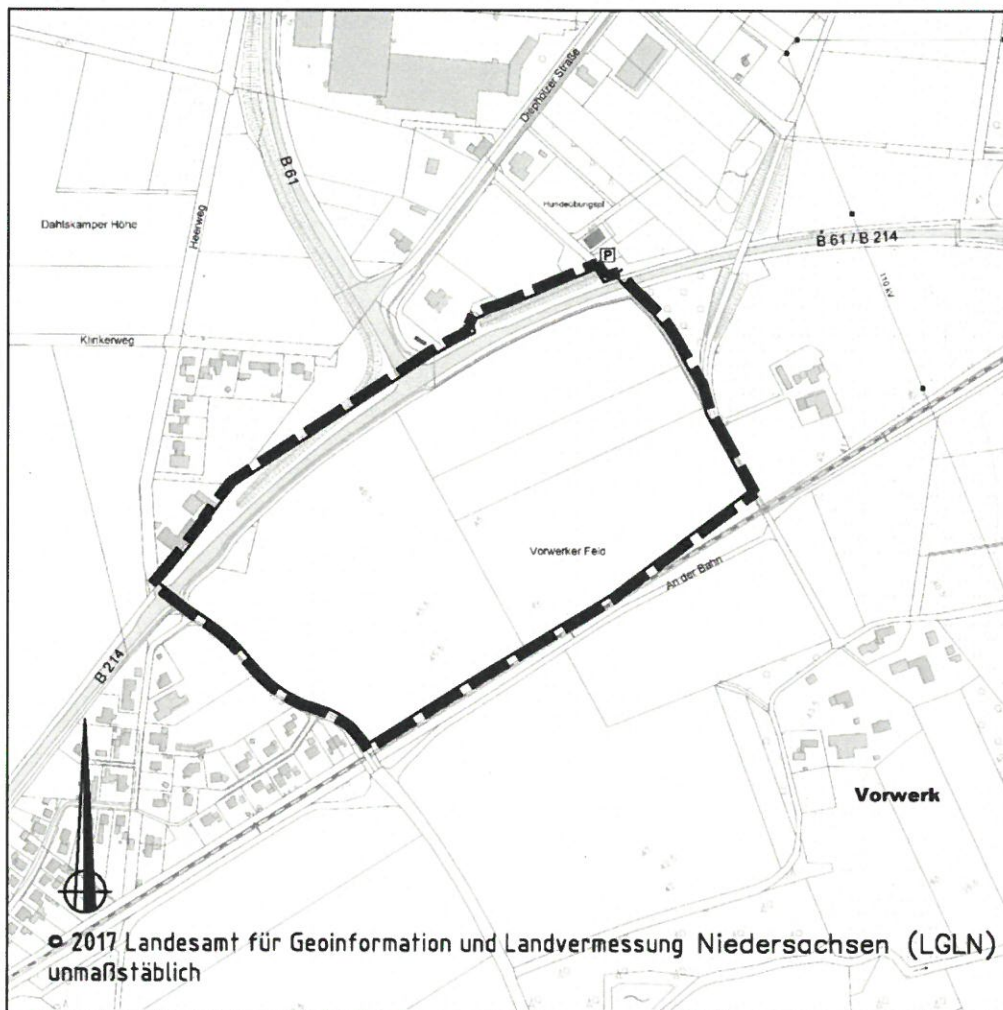 Diepholzer Straße
B 61
Hundeübungspl.
Dahlskamper Höhe
Heerweg
P
B 61 / B 214
110 kV
Klinkerweg
Vorwerker Feld
An der Bahn
B 214
Vorwerk
© 2017 Landesamt für Geoinformation und Landvermessung Niedersachsen (LGLN)
unmaßstäblich